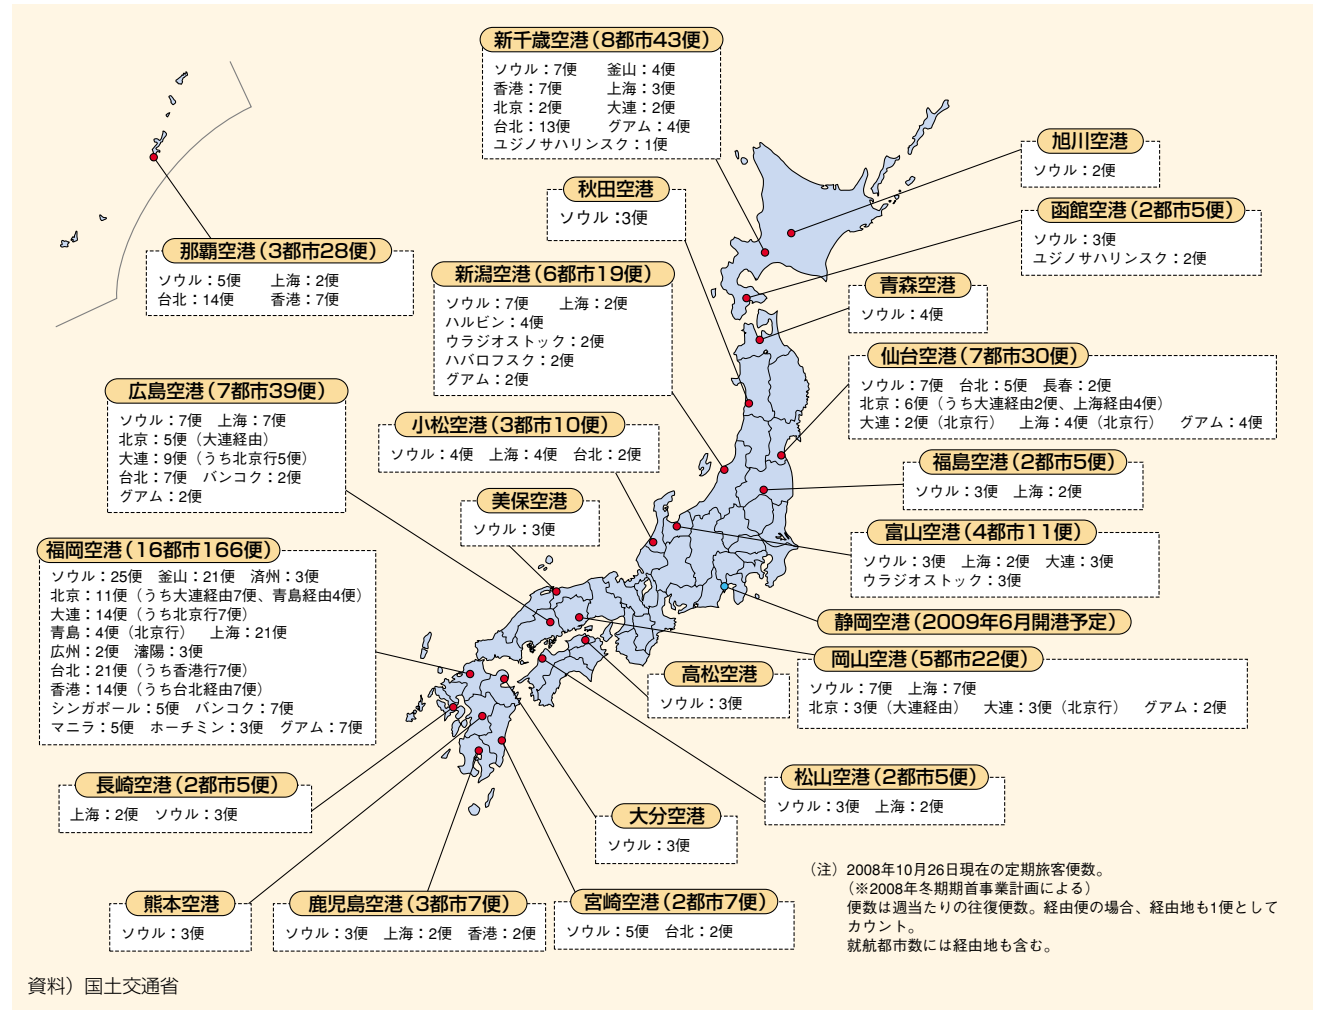 新千歳空港（8都市43便）
ソウル：7便　釜山：4便
香港：7便　上海：3便
北京：2便　大連：2便
台北：13便　グアム：4便
ユジノサハリンスク：1便
旭川空港
ソウル：2便
秋田空港
ソウル：3便
函館空港（2都市5便）
ソウル：3便
ユジノサハリンスク：2便
那覇空港（3都市28便）
ソウル：5便　上海：2便
台北：14便　香港：7便
新潟空港（6都市19便）
ソウル：7便　上海：2便
ハルビン：4便
ウラジオストック：2便
ハバロフスク：2便
グアム：2便
青森空港
ソウル：4便
仙台空港（7都市30便）
ソウル：7便　台北：5便　長春：2便
北京：6便（うち大連経由2便、上海経由4便）
大連：2便（北京行）　上海：4便（北京行）　グアム：4便
広島空港（7都市39便）
ソウル：7便　上海：7便
北京：5便（大連経由）
大連：9便（うち北京行5便）
台北：7便　バンコク：2便
グアム：2便
小松空港（3都市10便）
ソウル：4便　上海：4便　台北：2便
福島空港（2都市5便）
ソウル：3便　上海：2便
美保空港
ソウル：3便
富山空港（4都市11便）
ソウル：3便　上海：2便　大連：3便
ウラジオストック：3便
福岡空港（16都市166便）
ソウル：25便　釜山：21便　済州：3便
北京：11便（うち大連経由7便、青島経由4便）
大連：14便（うち北京行7便）
青島：4便（北京行）　上海：21便
広州：2便　瀋陽：3便
台北：21便（うち香港行7便）
香港：14便（うち台北経由7便）
シンガポール：5便　バンコク：7便
マニラ：5便　ホーチミン：3便　グアム：7便
静岡空港（2009年6月開港予定）
岡山空港（5都市22便）
ソウル：7便　上海：7便
北京：3便（大連経由）　大連：3便（北京行）　グアム：2便
高松空港
ソウル：3便
長崎空港（2都市5便）
上海：2便　ソウル：3便
松山空港（2都市5便）
ソウル：3便　上海：2便
大分空港
ソウル：3便
熊本空港
ソウル：3便
鹿児島空港（3都市7便）
ソウル：3便　上海：2便　香港：2便
宮崎空港（2都市7便）
ソウル：5便　台北：2便
（注）2008年10月26日現在の定期旅客便数。
（※2008年冬期期首事業計画による）
便数は週当たりの往復便数。経由便の場合、経由地も1便として
カウント。
就航都市数には経由地も含む。
資料）国土交通省